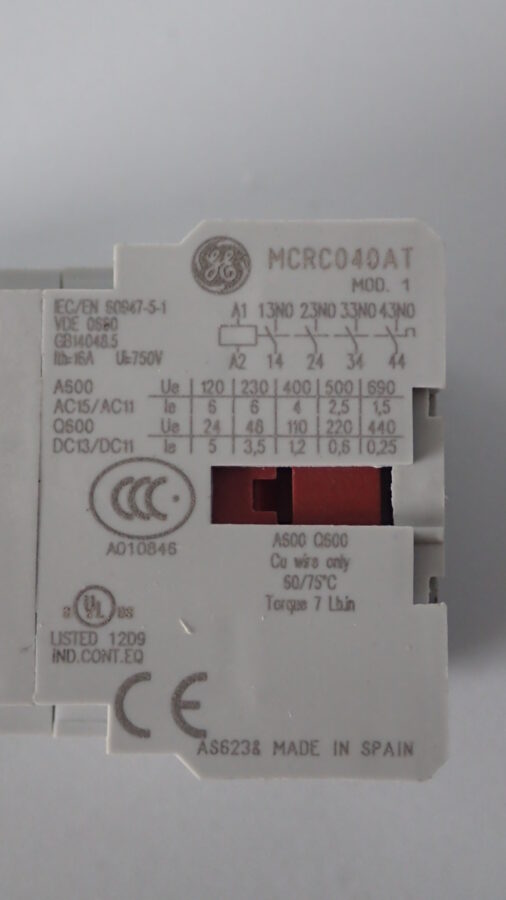 GE
MCRC040AT
MOD. 1
IEC/EN 60947-5-1
VDE 0660
GB14048.5
Ith=16A Ui=750V
A1 13NO 23NO 33NO 43NO
A2 14 24 34 44
A600 Ue 120 230 400 500 690
AC15/AC11 Ie 6 6 4 2,5 1,5
Q600 Ue 24 48 110 220 440
DC13/DC11 Ie 5 3,5 1,2 0,6 0,25
CCC
A010846
A600 Q600
Cu wire only
60/75°C
Torque 7 Lb.in
UL US
LISTED 1209
IND.CONT.EQ
CE
AS623& MADE IN SPAIN